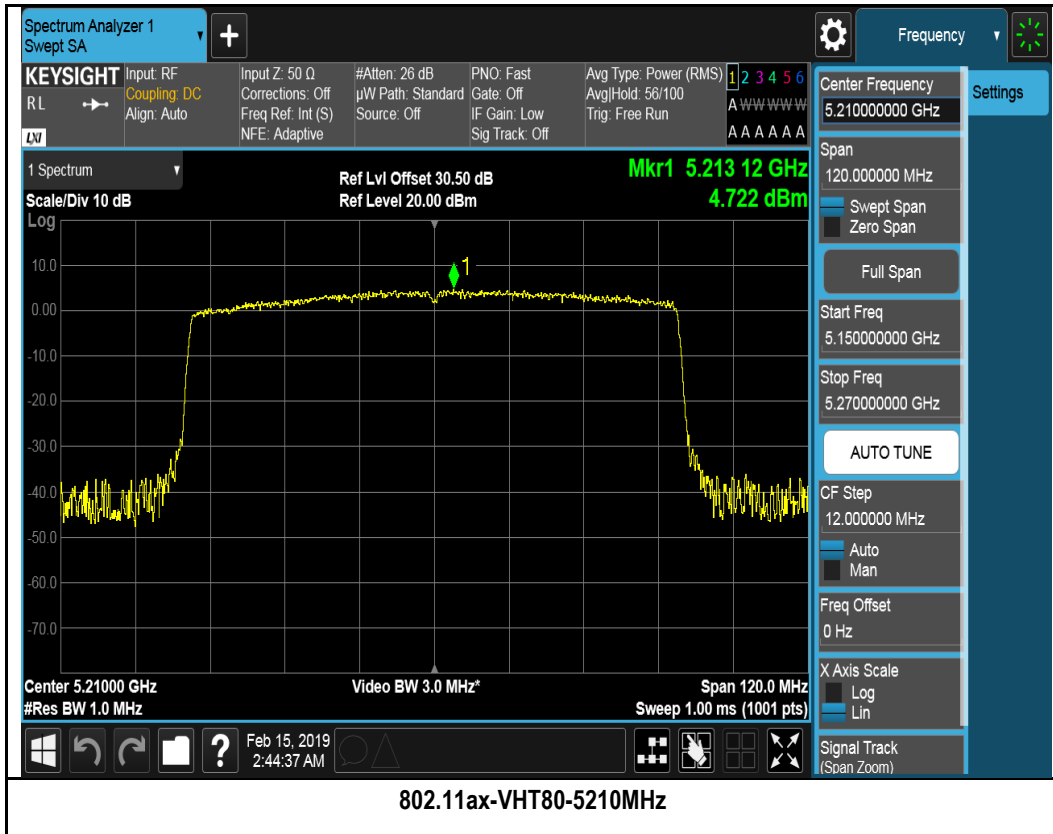 Spectrum Analyzer 1
Swept SA
+
Frequency
KEYSIGHT
RL
LXI
Input: RF
Coupling: DC
Align: Auto
Input Z: 50 Ω
Corrections: Off
Freq Ref: Int (S)
NFE: Adaptive
#Atten: 26 dB
µW Path: Standard
Source: Off
PNO: Fast
Gate: Off
IF Gain: Low
Sig Track: Off
Avg Type: Power (RMS)
Avg|Hold: 56/100
Trig: Free Run
1 2 3 4 5 6
A W W W W W
A A A A A A
1 Spectrum
Scale/Div 10 dB
Log
Ref Lvl Offset 30.50 dB
Ref Level 20.00 dBm
Mkr1 5.213 12 GHz
4.722 dBm
1
10.0
0.00
-10.0
-20.0
-30.0
-40.0
-50.0
-60.0
-70.0
Center 5.21000 GHz
#Res BW 1.0 MHz
Video BW 3.0 MHz*
Span 120.0 MHz
Sweep 1.00 ms (1001 pts)
Center Frequency
5.210000000 GHz
Settings
Span
120.000000 MHz
Swept Span
Zero Span
Full Span
Start Freq
5.150000000 GHz
Stop Freq
5.270000000 GHz
AUTO TUNE
CF Step
12.000000 MHz
Auto
Man
Freq Offset
0 Hz
X Axis Scale
Log
Lin
Signal Track
(Span Zoom)
?
Feb 15, 2019
2:44:37 AM
802.11ax-VHT80-5210MHz